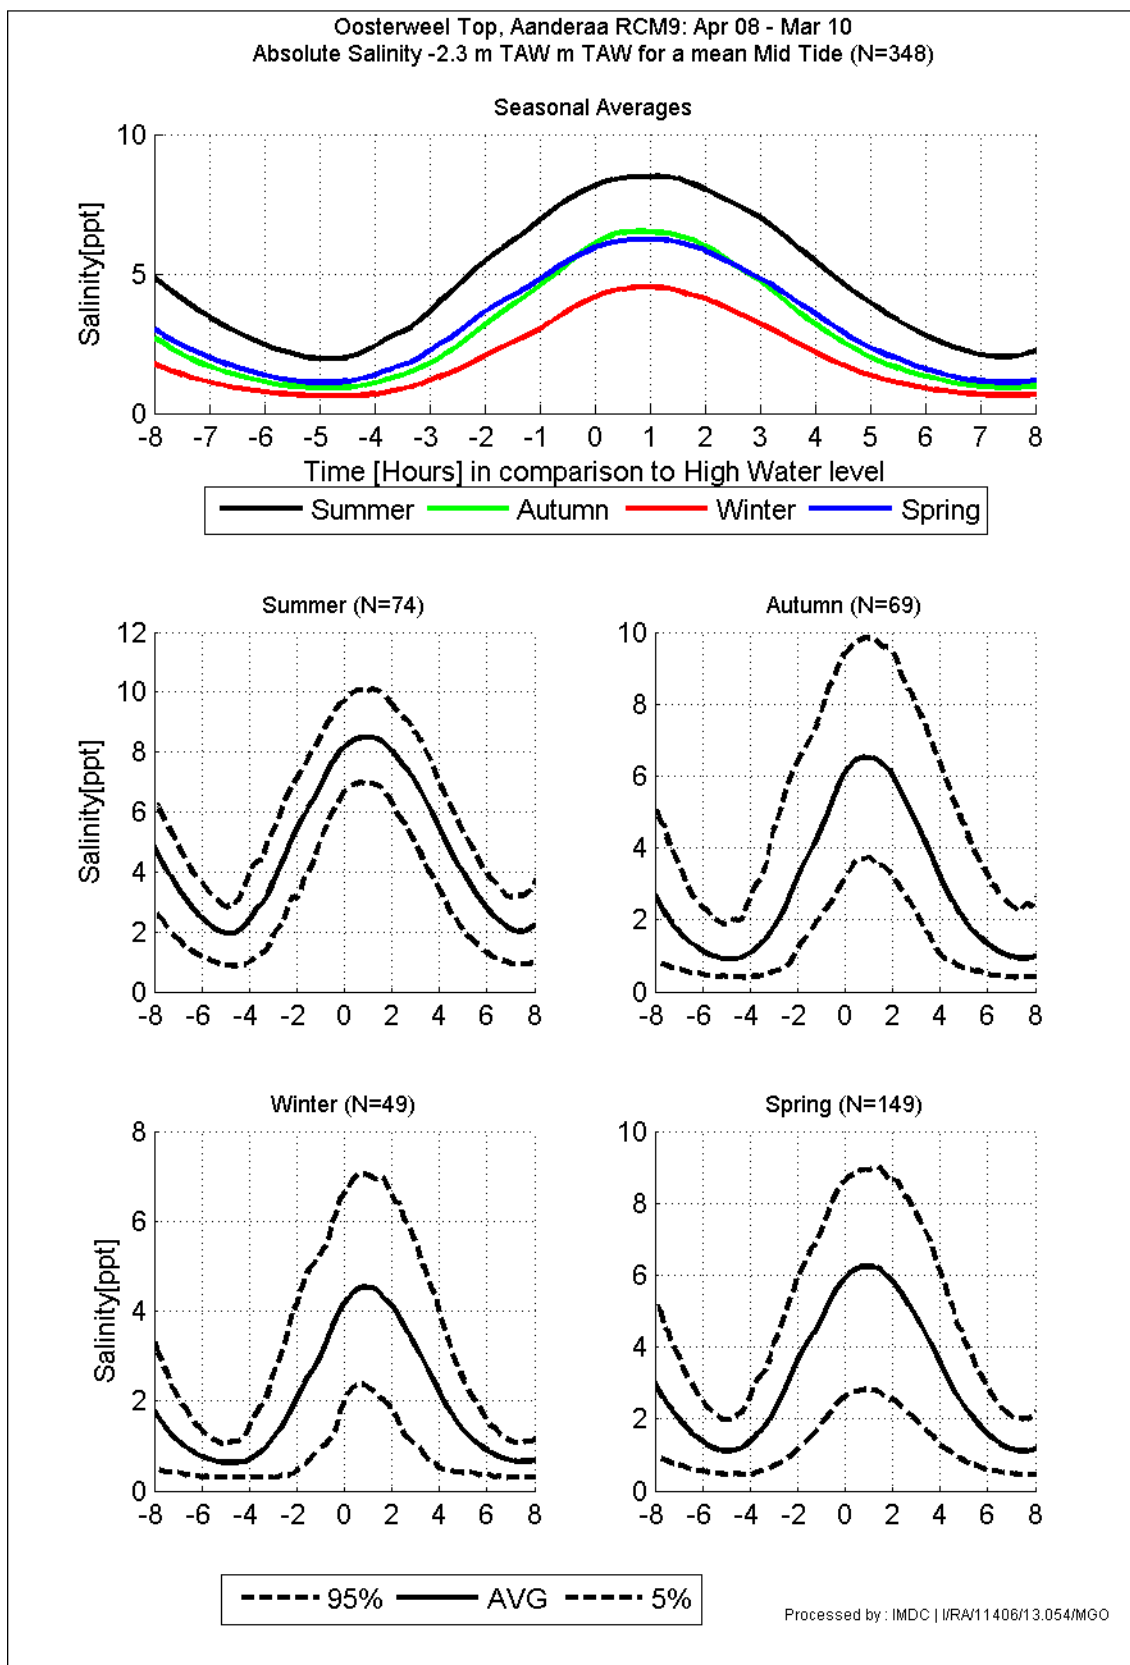 Oosterweel Top, Aanderaa RCM9: Apr 08 - Mar 10
Absolute Salinity -2.3 m TAW m TAW for a mean Mid Tide (N=348)
Seasonal Averages
10
5
0
Salinity[ppt]
-8 -7 -6 -5 -4 -3 -2 -1 0 1 2 3 4 5 6 7 8
Time [Hours] in comparison to High Water level
Summer Autumn Winter Spring
Summer (N=74)
12
10
8
6
4
2
0
Salinity[ppt]
-8 -6 -4 -2 0 2 4 6 8
Autumn (N=69)
10
8
6
4
2
0
-8 -6 -4 -2 0 2 4 6 8
Winter (N=49)
8
6
4
2
0
Salinity[ppt]
-8 -6 -4 -2 0 2 4 6 8
Spring (N=149)
10
8
6
4
2
0
-8 -6 -4 -2 0 2 4 6 8
95% AVG 5%
Processed by : IMDC | I/RA/11406/13.054/MGO